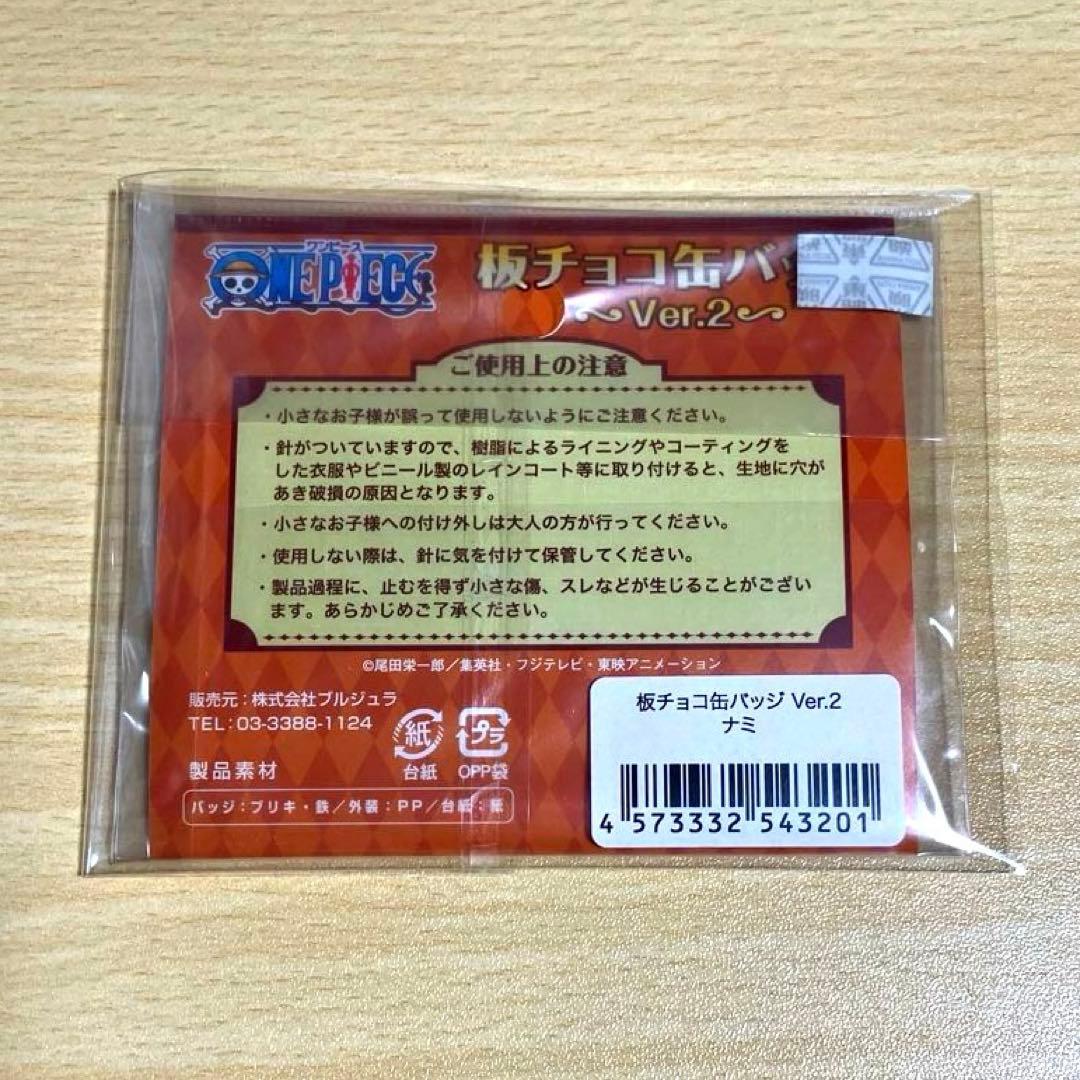 ワンピース
ONE PIECE
板チョコ缶バッ
～Ver.2～
ご使用上の注意
・小さなお子様が誤って使用しないようにご注意ください。
・針がついていますので、樹脂によるライニングやコーティングを
した衣服やビニール製のレインコート等に取り付けると、生地に穴が
あき破損の原因となります。
・小さなお子様への付け外しは大人の方が行ってください。
・使用しない際は、針に気を付けて保管してください。
・製品過程に、止むを得ず小さな傷、スレなどが生じることがござい
ます。あらかじめご了承ください。
©尾田栄一郎／集英社・フジテレビ・東映アニメーション
販売元：株式会社ブルジュラ
TEL：03-3388-1124
紙 プラ
台紙 OPP袋
製品素材
バッジ：ブリキ・鉄／外装：PP／台紙：紙
板チョコ缶バッジ Ver.2
ナミ
4 573332 543201